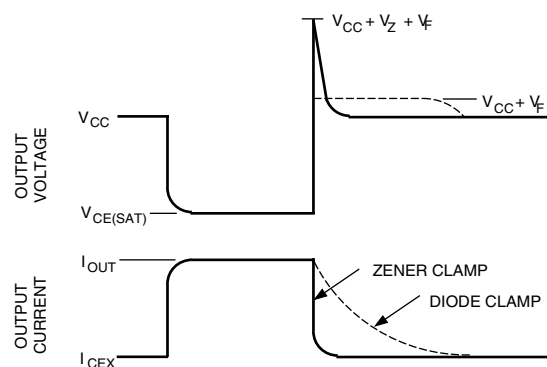 VCC + VZ + VF
VCC
VCC + VF
OUTPUT
VOLTAGE
VCE(SAT)
IOUT
ZENER CLAMP
DIODE CLAMP
OUTPUT
CURRENT
ICEX